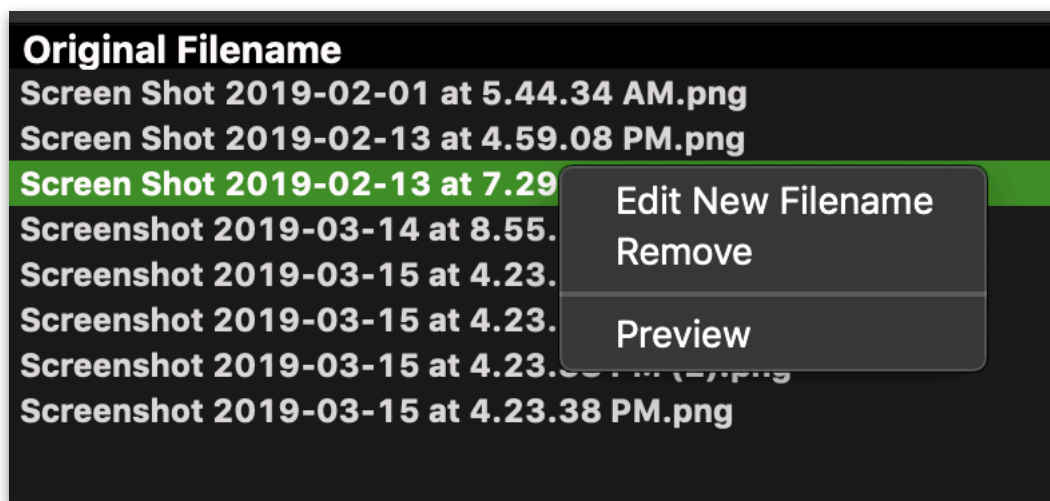 Original Filename
Screen Shot 2019-02-01 at 5.44.34 AM.png
Screen Shot 2019-02-13 at 4.59.08 PM.png
Screen Shot 2019-02-13 at 7.29
Edit New Filename
Screenshot 2019-03-14 at 8.55.
Remove
Screenshot 2019-03-15 at 4.23.
Screenshot 2019-03-15 at 4.23.
Preview
Screenshot 2019-03-15 at 4.23.
Screenshot 2019-03-15 at 4.23.38 PM.png